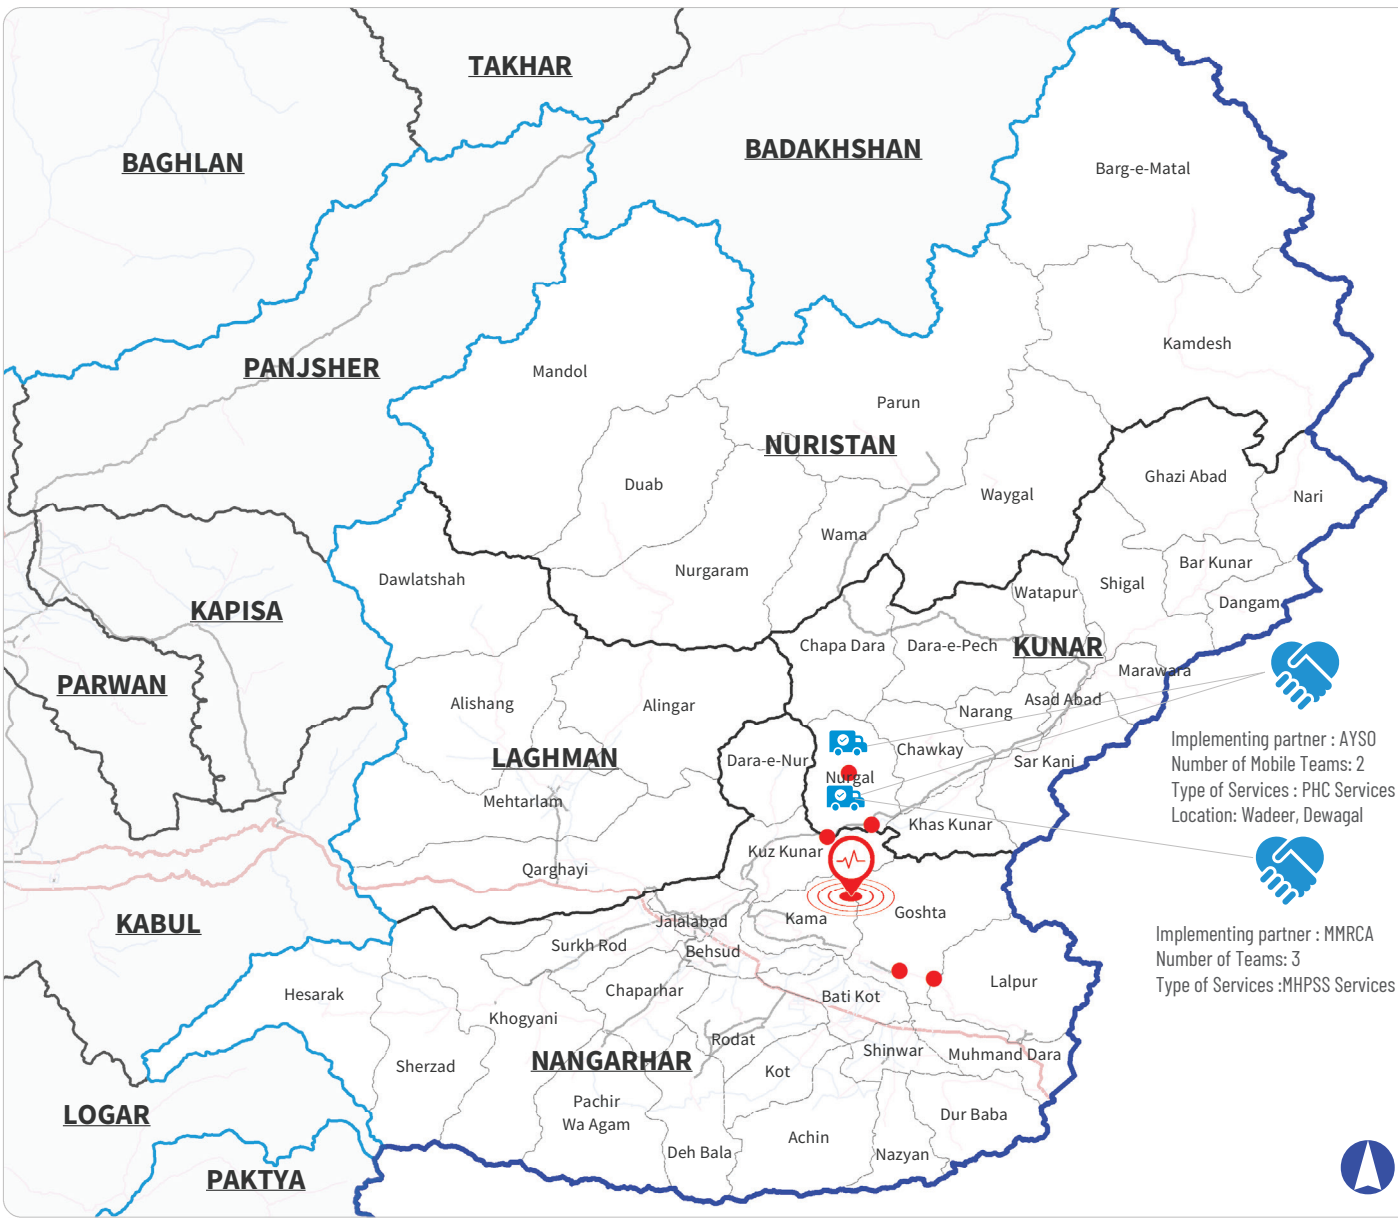 TAKHAR
BADAKHSHAN
BAGHLAN
Barg-e-Matal
Kamdesh
PANJSHER
Mandol
Parun
NURISTAN
Ghazi Abad
Duab
Waygal
Nari
Wama
Bar Kunar
Nurgaram
Dawlatshah
Shigal
Watapur
Dangam
KAPISA
Chapa Dara
Dara-e-Pech
KUNAR
Marawara
PARWAN
Asad Abad
Alishang
Alingar
Narang
Implementing partner : AYSO
Number of Mobile Teams: 2
Type of Services : PHC Services
Location: Wadeer, Dewagal
Chawkay
LAGHMAN
Dara-e-Nur
Sar Kani
Nurgal
Mehtarlam
Khas Kunar
Kuz Kunar
Qarghayi
KABUL
Jalalabad
Kama
Goshta
Implementing partner : MMRCA
Number of Teams: 3
Type of Services :MHPSS Services
Surkh Rod
Behsud
Lalpur
Hesarak
Chaparhar
Bati Kot
Khogyani
Rodat
Shinwar
Muhmand Dara
Sherzad
NANGARHAR
Kot
LOGAR
Pachir
Wa Agam
Dur Baba
Achin
Deh Bala
Nazyan
PAKTYA